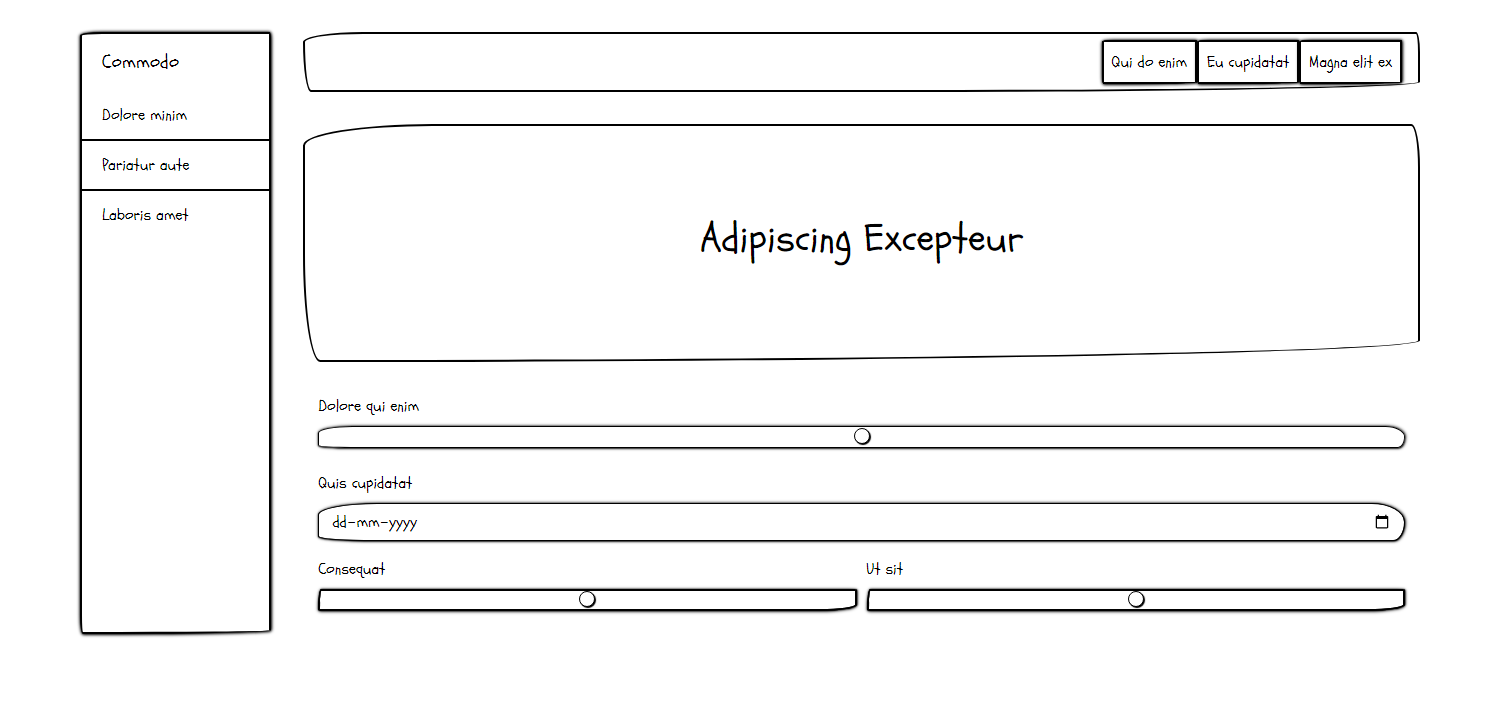 Commodo
Dolore minim
Pariatur aute
Laboris amet
Qui do enim
Eu cupidatat
Magna elit ex
Adipiscing Excepteur
Dolore qui enim
Quis cupidatat
dd-mm-yyyy
Consequat
Ut sit